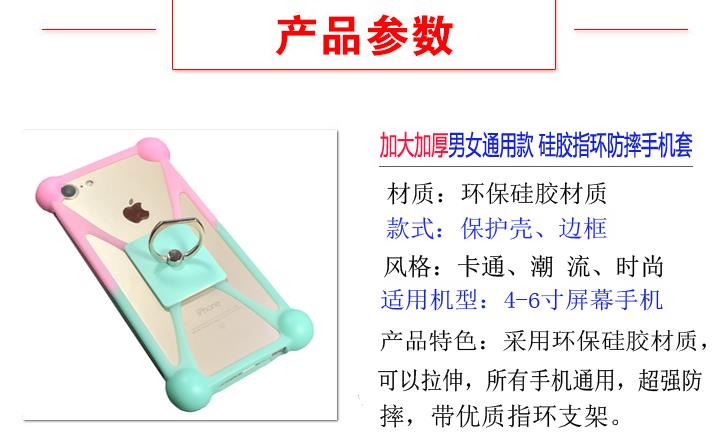 产品参数
加大加厚男女通用款 硅胶指环防摔手机套
材质：环保硅胶材质
款式：保护壳、边框
风格：卡通、潮 流、时尚
适用机型：4-6寸屏幕手机
产品特色：采用环保硅胶材质，
可以拉伸，所有手机通用，超强防
摔，带优质指环支架。
iPhone